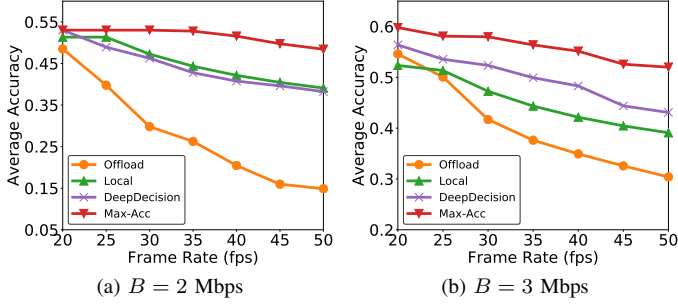 0.55
0.45
0.35
0.25
0.15
0.05
Average Accuracy
Offload
Local
DeepDecision
Max-Acc
20 25 30 35 40 45 50
Frame Rate (fps)
(a) B = 2 Mbps
0.6
0.5
0.4
0.3
0.2
Average Accuracy
Offload
Local
DeepDecision
Max-Acc
20 25 30 35 40 45 50
Frame Rate (fps)
(b) B = 3 Mbps